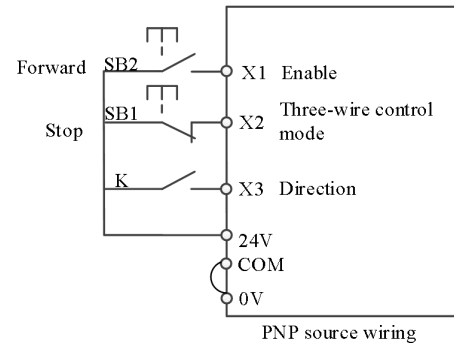 Forward SB2 X1 Enable
Stop SB1 X2 Three-wire control
mode
K X3 Direction
24V
COM
0V
PNP source wiring